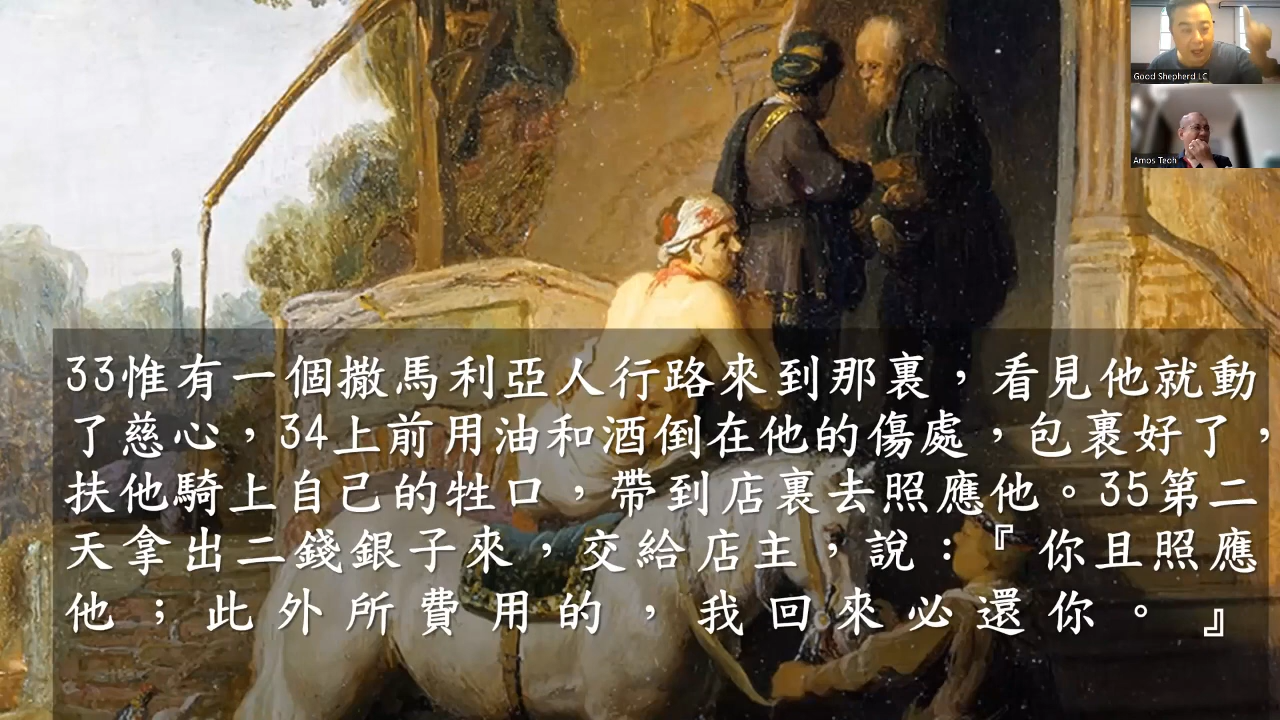 Good Shepherd LC
Amos Teoh
33惟有一個撒馬利亞人行路來到那裏，看見他就動
了慈心，34上前用油和酒倒在他的傷處，包裹好了，
扶他騎上自己的牲口，帶到店裏去照應他。35第二
天拿出二錢銀子來，交給店主，說：『你且照應
他；此外所費用的，我回來必還你。』